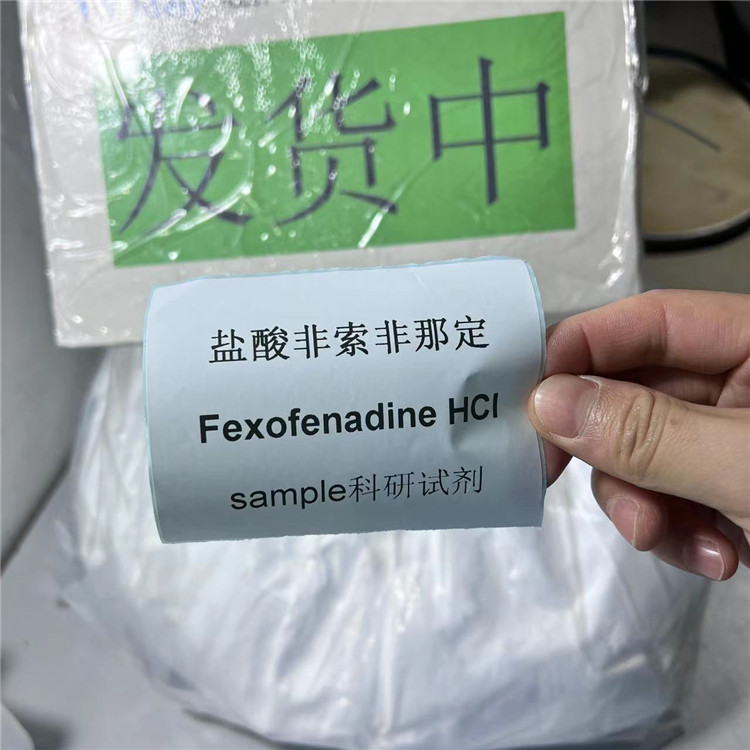 发货中
盐酸非索非那定
Fexofenadine HCl
sample科研试剂